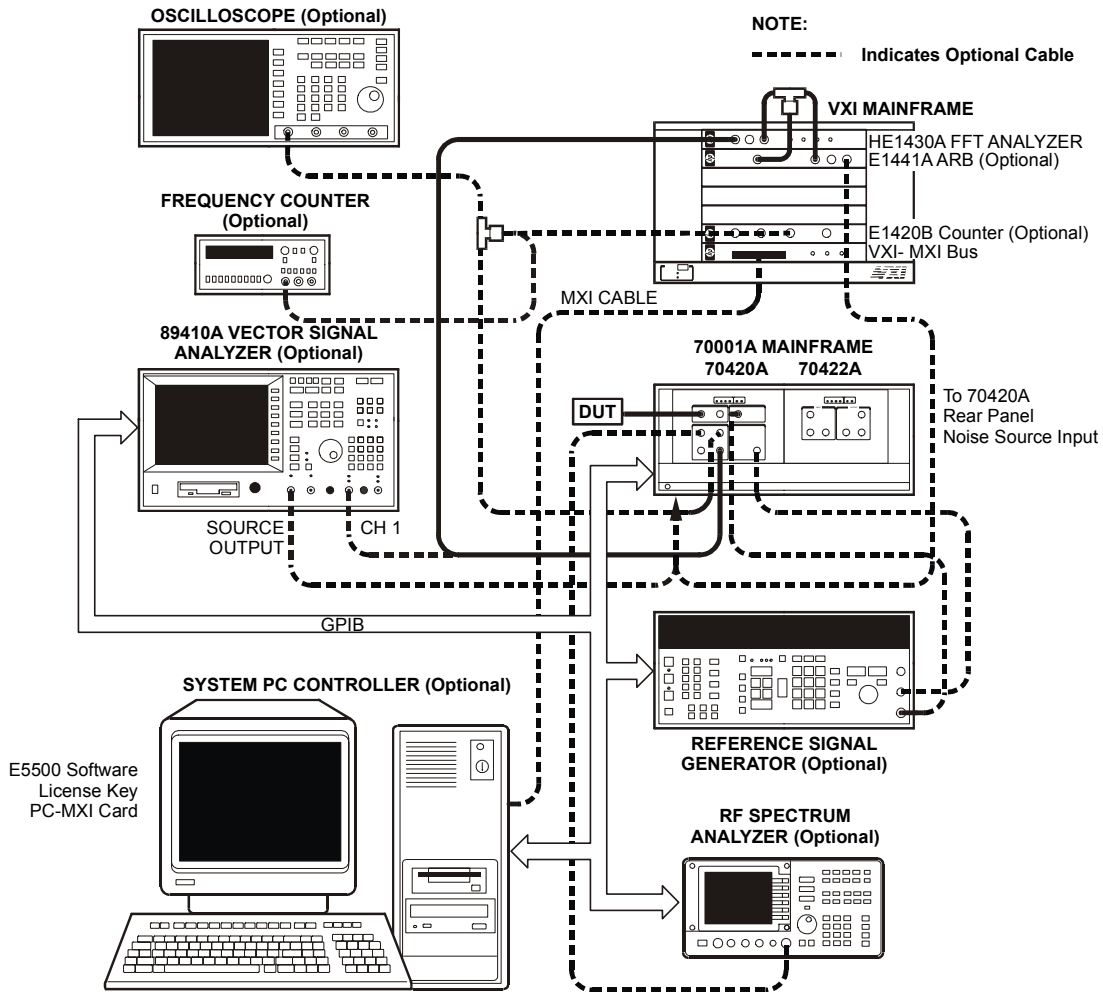 OSCILLOSCOPE (Optional)
NOTE:
Indicates Optional Cable
VXI MAINFRAME
HE1430A FFT ANALYZER
E1441A ARB (Optional)
FREQUENCY COUNTER
(Optional)
E1420B Counter (Optional)
VXI- MXI Bus
VXI
MXI CABLE
89410A VECTOR SIGNAL
ANALYZER (Optional)
70001A MAINFRAME
70420A
70422A
DUT
To 70420A
Rear Panel
Noise Source Input
SOURCE
OUTPUT
CH 1
GPIB
SYSTEM PC CONTROLLER (Optional)
E5500 Software
License Key
PC-MXI Card
REFERENCE SIGNAL
GENERATOR (Optional)
RF SPECTRUM
ANALYZER (Optional)